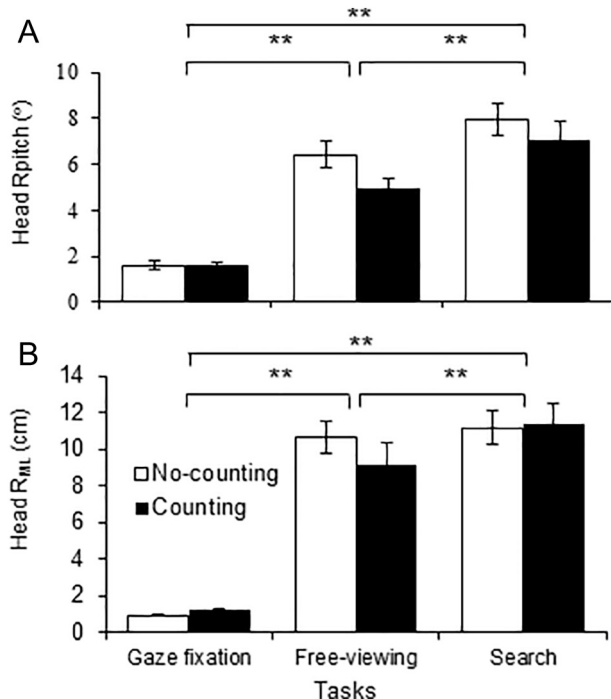 A
**
** **
10
8
6
4
2
0
Head Rpitch (°)
B
**
** **
14
12
10
8
6
4
2
0
Head RML (cm)
No-counting
Counting
Gaze fixation Free-viewing Search
Tasks